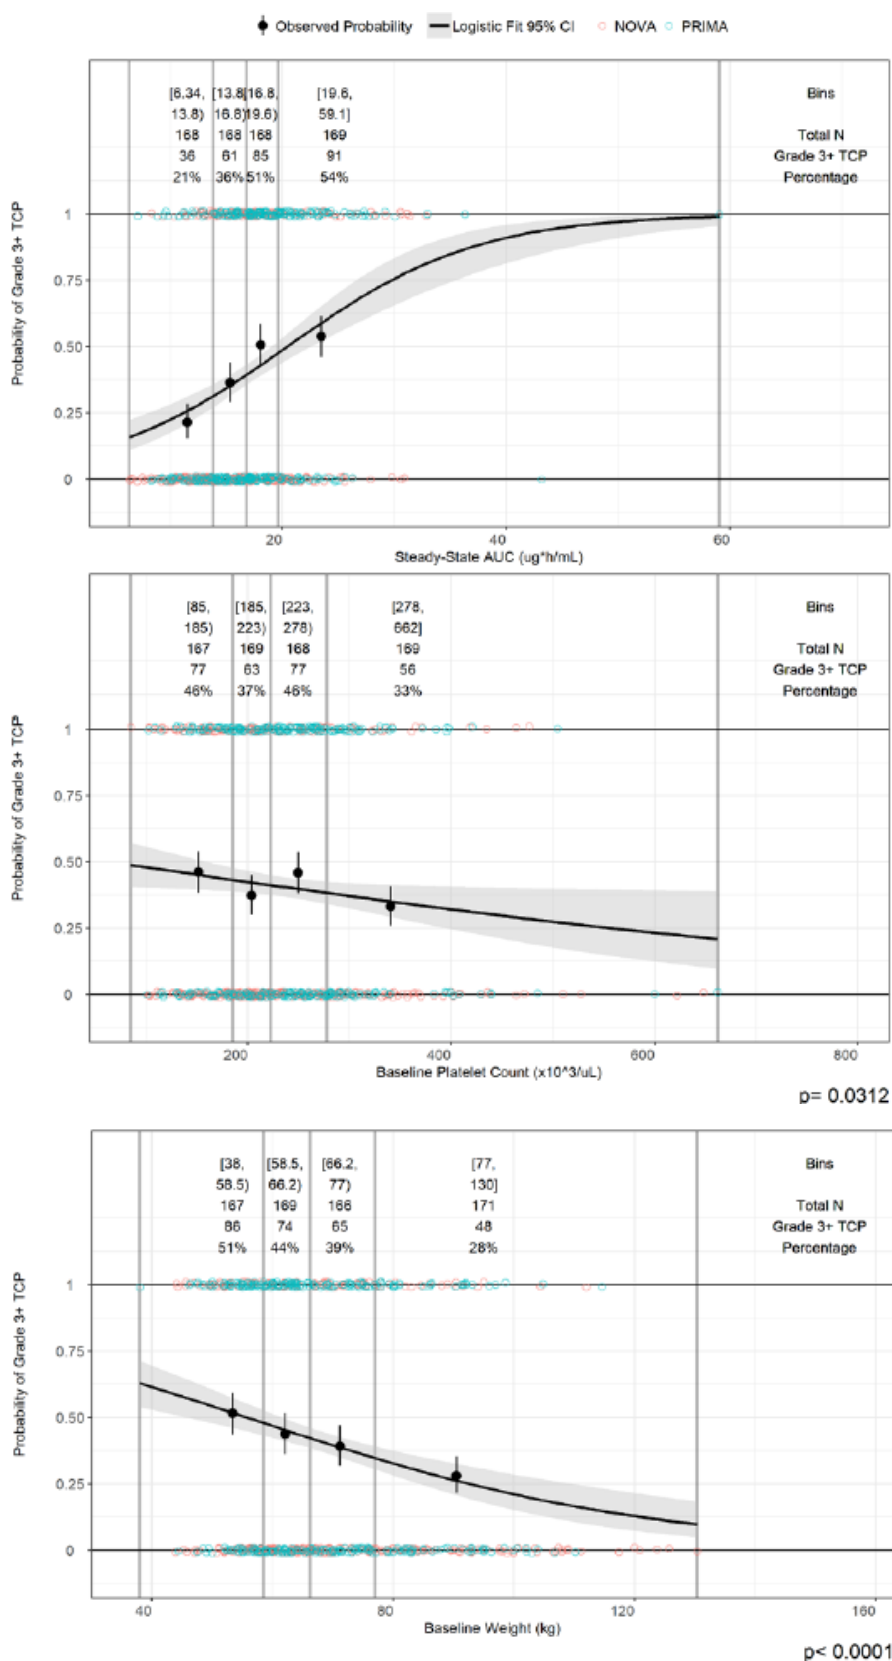 Observed Probability Logistic Fit 95% CI NOVA PRIMA
[6.34, [13.8, [16.8, [19.6, Bins
13.8) 16.8) 19.6) 59.1]
168 168 168 169 Total N
36 61 85 91 Grade 3+ TCP
21% 36% 51% 54% Percentage
1
0.75
0.50
0.25
0
Probability of Grade 3+ TCP
20 40 60
Steady-State AUC (ug*h/mL)
[85, [185, [223, [278, Bins
185) 223) 278) 662]
167 169 168 169 Total N
77 63 77 56 Grade 3+ TCP
46% 37% 46% 33% Percentage
1
0.75
0.50
0.25
0
Probability of Grade 3+ TCP
200 400 600 800
Baseline Platelet Count (x10^3/uL)
p= 0.0312
[38, [58.5, [66.2, [77, Bins
58.5) 66.2) 77) 130]
167 169 166 171 Total N
86 74 65 48 Grade 3+ TCP
51% 44% 39% 28% Percentage
1
0.75
0.50
0.25
0
Probability of Grade 3+ TCP
40 80 120 160
Baseline Weight (kg)
p< 0.0001